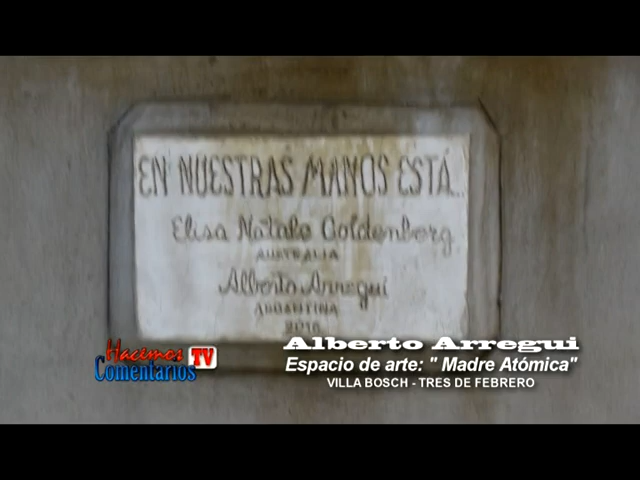 EN NUESTRAS MANOS ESTÁ...
Elisa Natale Goldenberg
AUSTRALIA
Alberto Arregui
ARGENTINA
2016
Hacemos
Comentarios
TV
Alberto Arregui
Espacio de arte: " Madre Atómica"
VILLA BOSCH - TRES DE FEBRERO